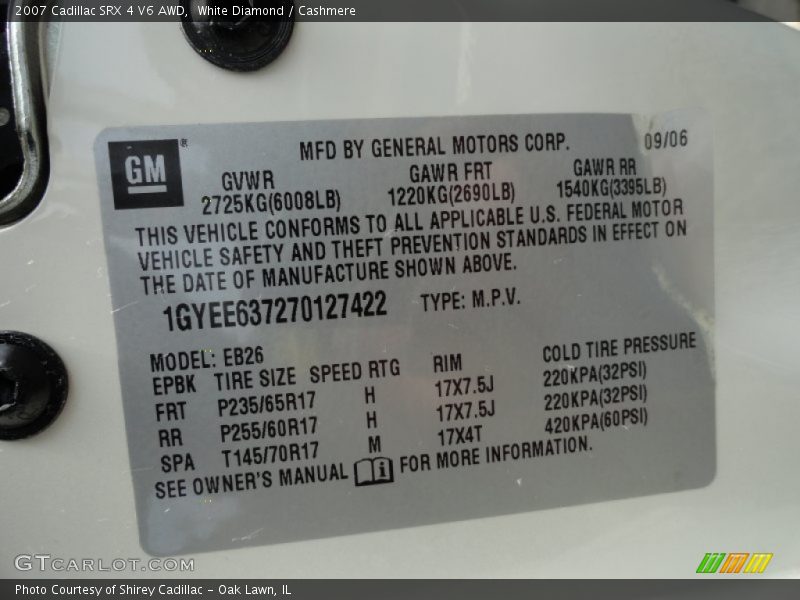 2007 Cadillac SRX 4 V6 AWD,  White Diamond / Cashmere
GM®
MFD BY GENERAL MOTORS CORP. 09/06
GVWR GAWR FRT GAWR RR
2725KG(6008LB) 1220KG(2690LB) 1540KG(3395LB)
THIS VEHICLE CONFORMS TO ALL APPLICABLE U.S. FEDERAL MOTOR
VEHICLE SAFETY AND THEFT PREVENTION STANDARDS IN EFFECT ON
THE DATE OF MANUFACTURE SHOWN ABOVE.
1GYEE637270127422 TYPE: M.P.V.
MODEL: EB26
EPBK TIRE SIZE SPEED RTG RIM COLD TIRE PRESSURE
FRT P235/65R17 H 17X7.5J 220KPA(32PSI)
RR P255/60R17 H 17X7.5J 220KPA(32PSI)
SPA T145/70R17 M 17X4T 420KPA(60PSI)
SEE OWNER'S MANUAL FOR MORE INFORMATION.
GTCARLOT.COM
Photo Courtesy of Shirey Cadillac - Oak Lawn, IL